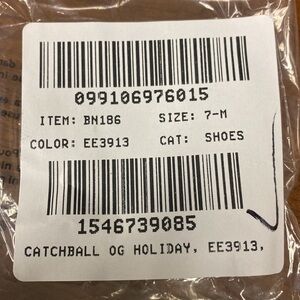 099106976015
ITEM: BN186 SIZE: 7-M
COLOR: EE3913 CAT: SHOES
1546739085
CATCHBALL OG HOLIDAY, EE3913,